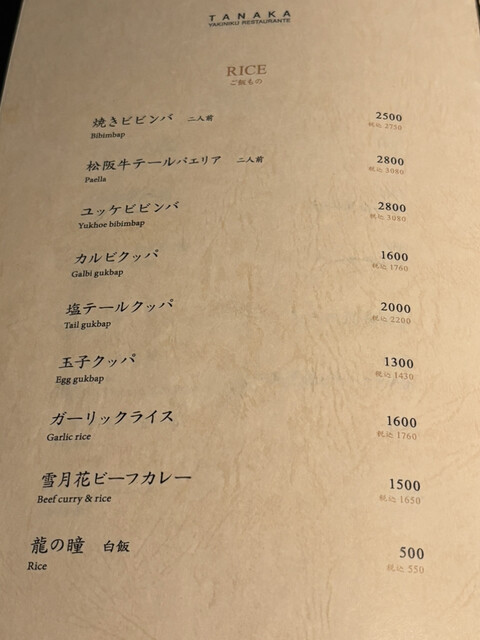 TANAKA
YAKINIKU RESTAURANTE
RICE
ご飯もの
焼きビビンバ 二人前 2500
Bibimbap 税込 2750
松阪牛テールパエリア 二人前 2800
Paella 税込 3080
ユッケビビンバ 2800
Yukhoe bibimbap 税込 3080
カルビクッパ 1600
Galbi gukbap 税込 1760
塩テールクッパ 2000
Tail gukbap 税込 2200
玉子クッパ 1300
Egg gukbap 税込 1430
ガーリックライス 1600
Garlic rice 税込 1760
雪月花ビーフカレー 1500
Beef curry & rice 税込 1650
龍の瞳 白飯 500
Rice 税込 550